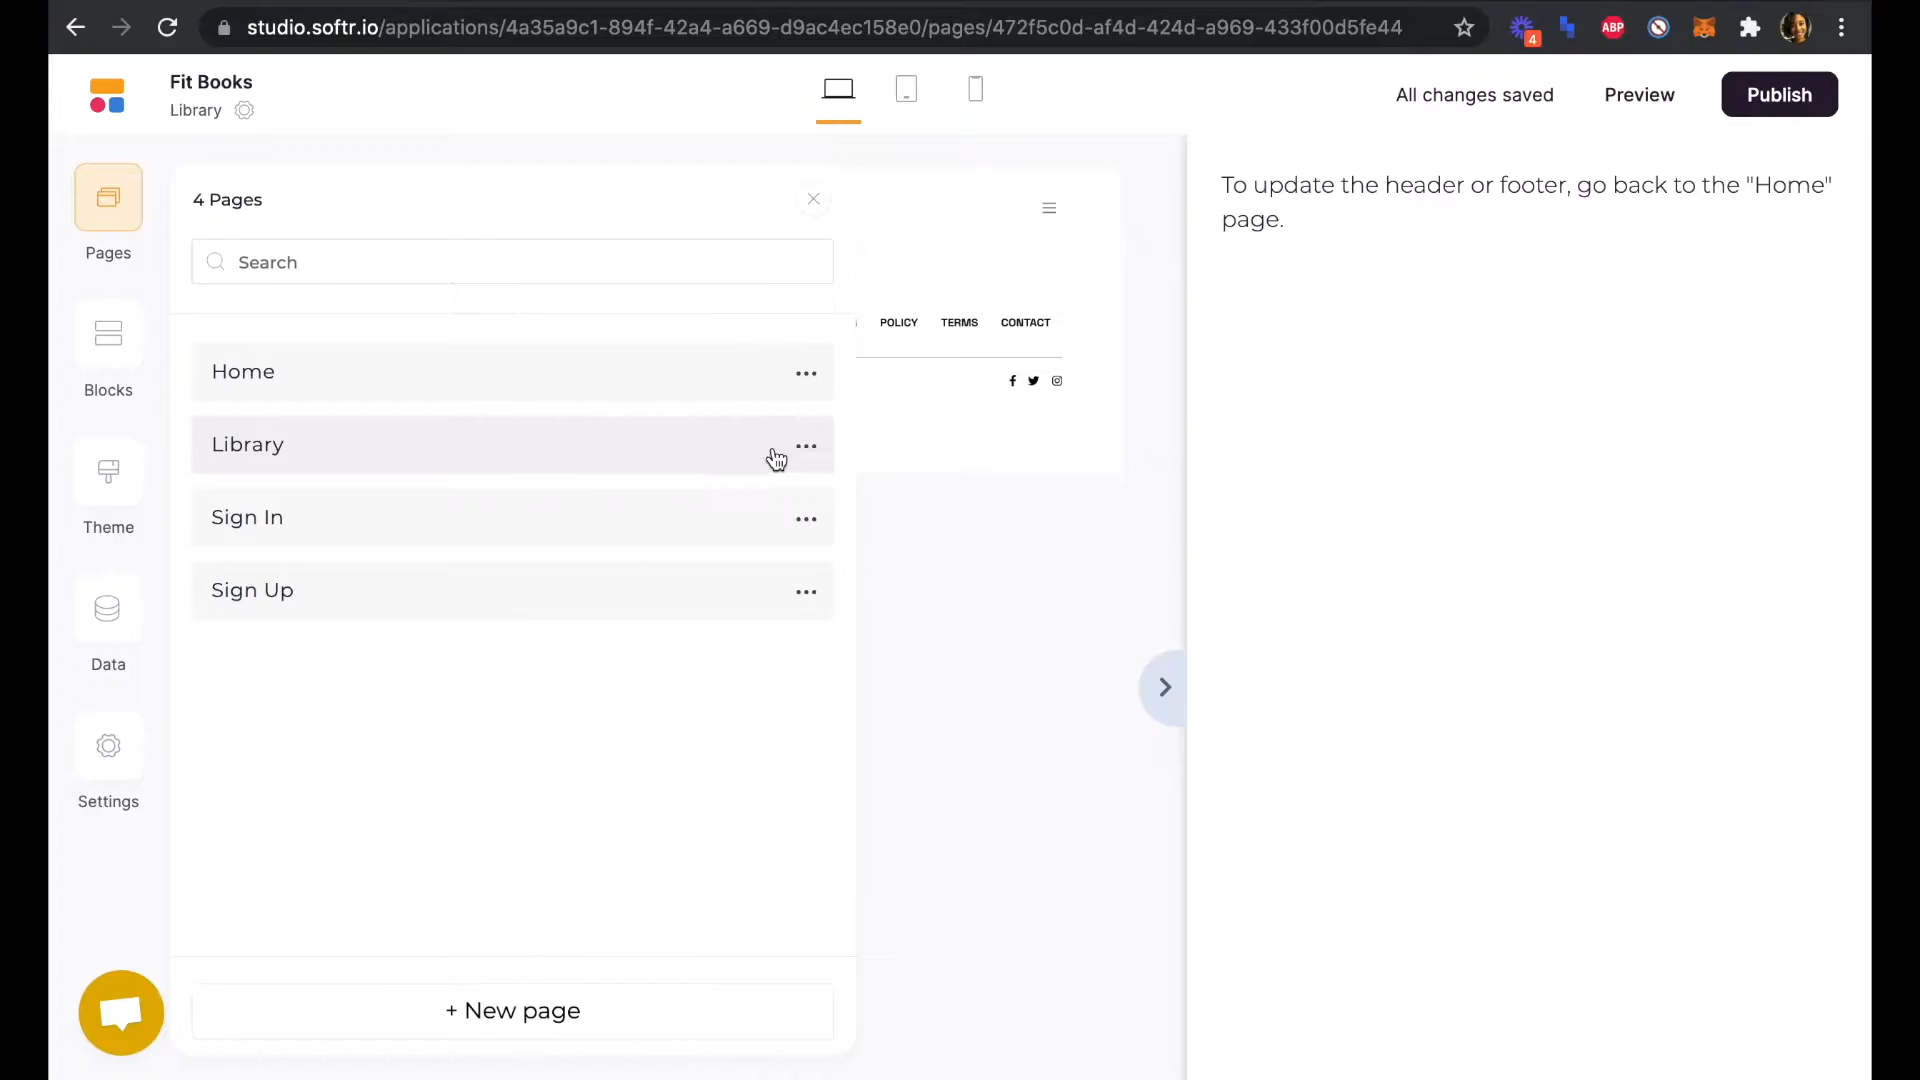 studio.softr.io/applications/4a35a9c1-894f-42a4-a669-d9ac4ec158e0/pages/472f5c0d-af4d-424d-a969-433f00d5fe44
4
ABP
Fit Books
Library
All changes saved
Preview
Publish
Pages
Blocks
Theme
Data
Settings
4 Pages
Search
Home
Library
Sign In
Sign Up
+ New page
POLICY TERMS CONTACT
To update the header or footer, go back to the "Home"
page.